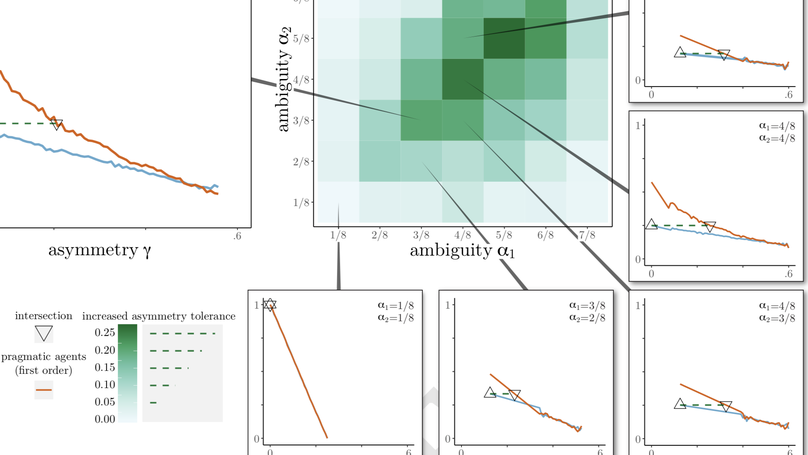 ambiguity α2
5/8
4/8
3/8
2/8
1/8
1/8 2/8 3/8 4/8 5/8 6/8 7/8
ambiguity α1
.6
asymmetry γ
0
0 .6
1
α1=4/8
α2=4/8
0
0 .6
intersection
pragmatic agents
(first order)
increased asymmetry tolerance
0.25
0.20
0.15
0.10
0.05
0.00
1
α1=1/8
α2=1/8
0
0 .6
1
α1=3/8
α2=2/8
0
0
1
α1=4/8
α2=3/8
0
0 .6